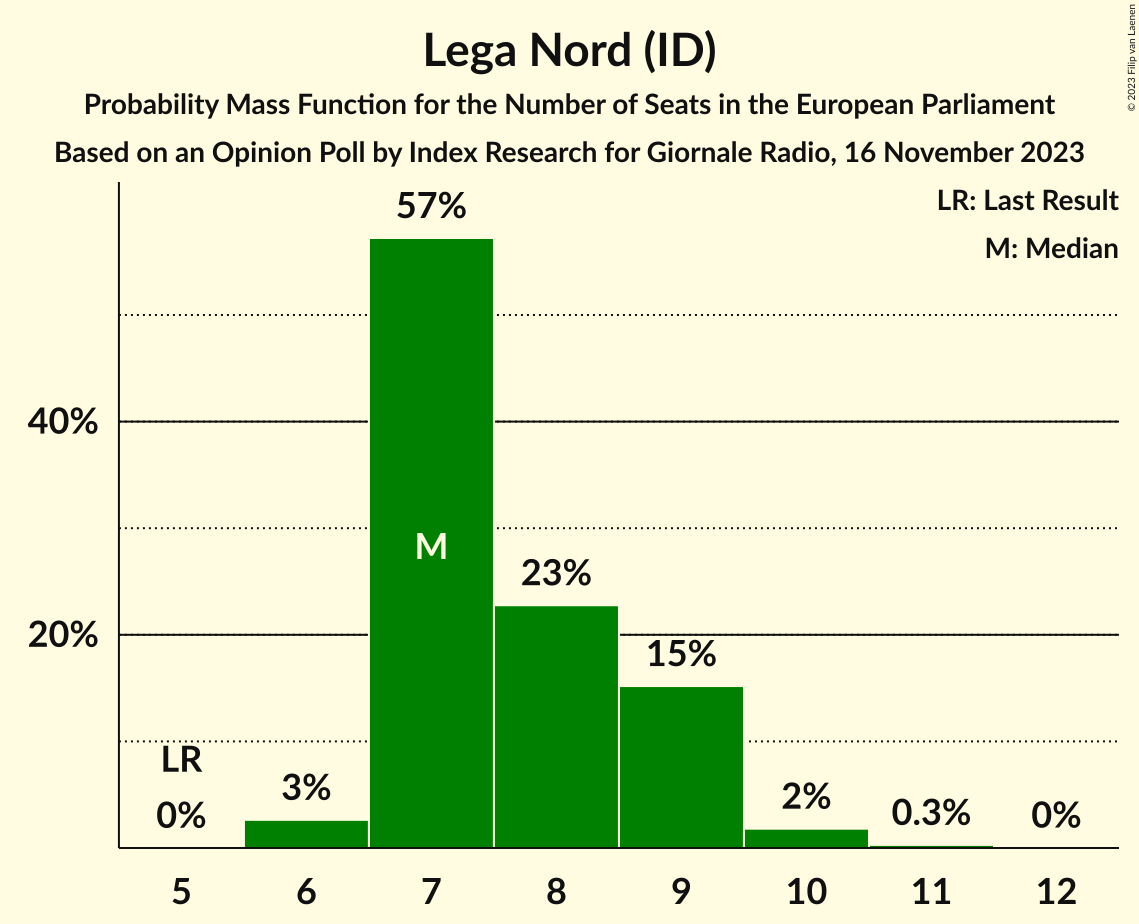 Lega Nord (ID)
Probability Mass Function for the Number of Seats in the European Parliament
Based on an Opinion Poll by Index Research for Giornale Radio, 16 November 2023
© 2023 Filip van Laenen
LR: Last Result
M: Median
57%
40%
M
23%
20%
15%
LR
0%
3%
2%
0.3%
0%
5 6 7 8 9 10 11 12